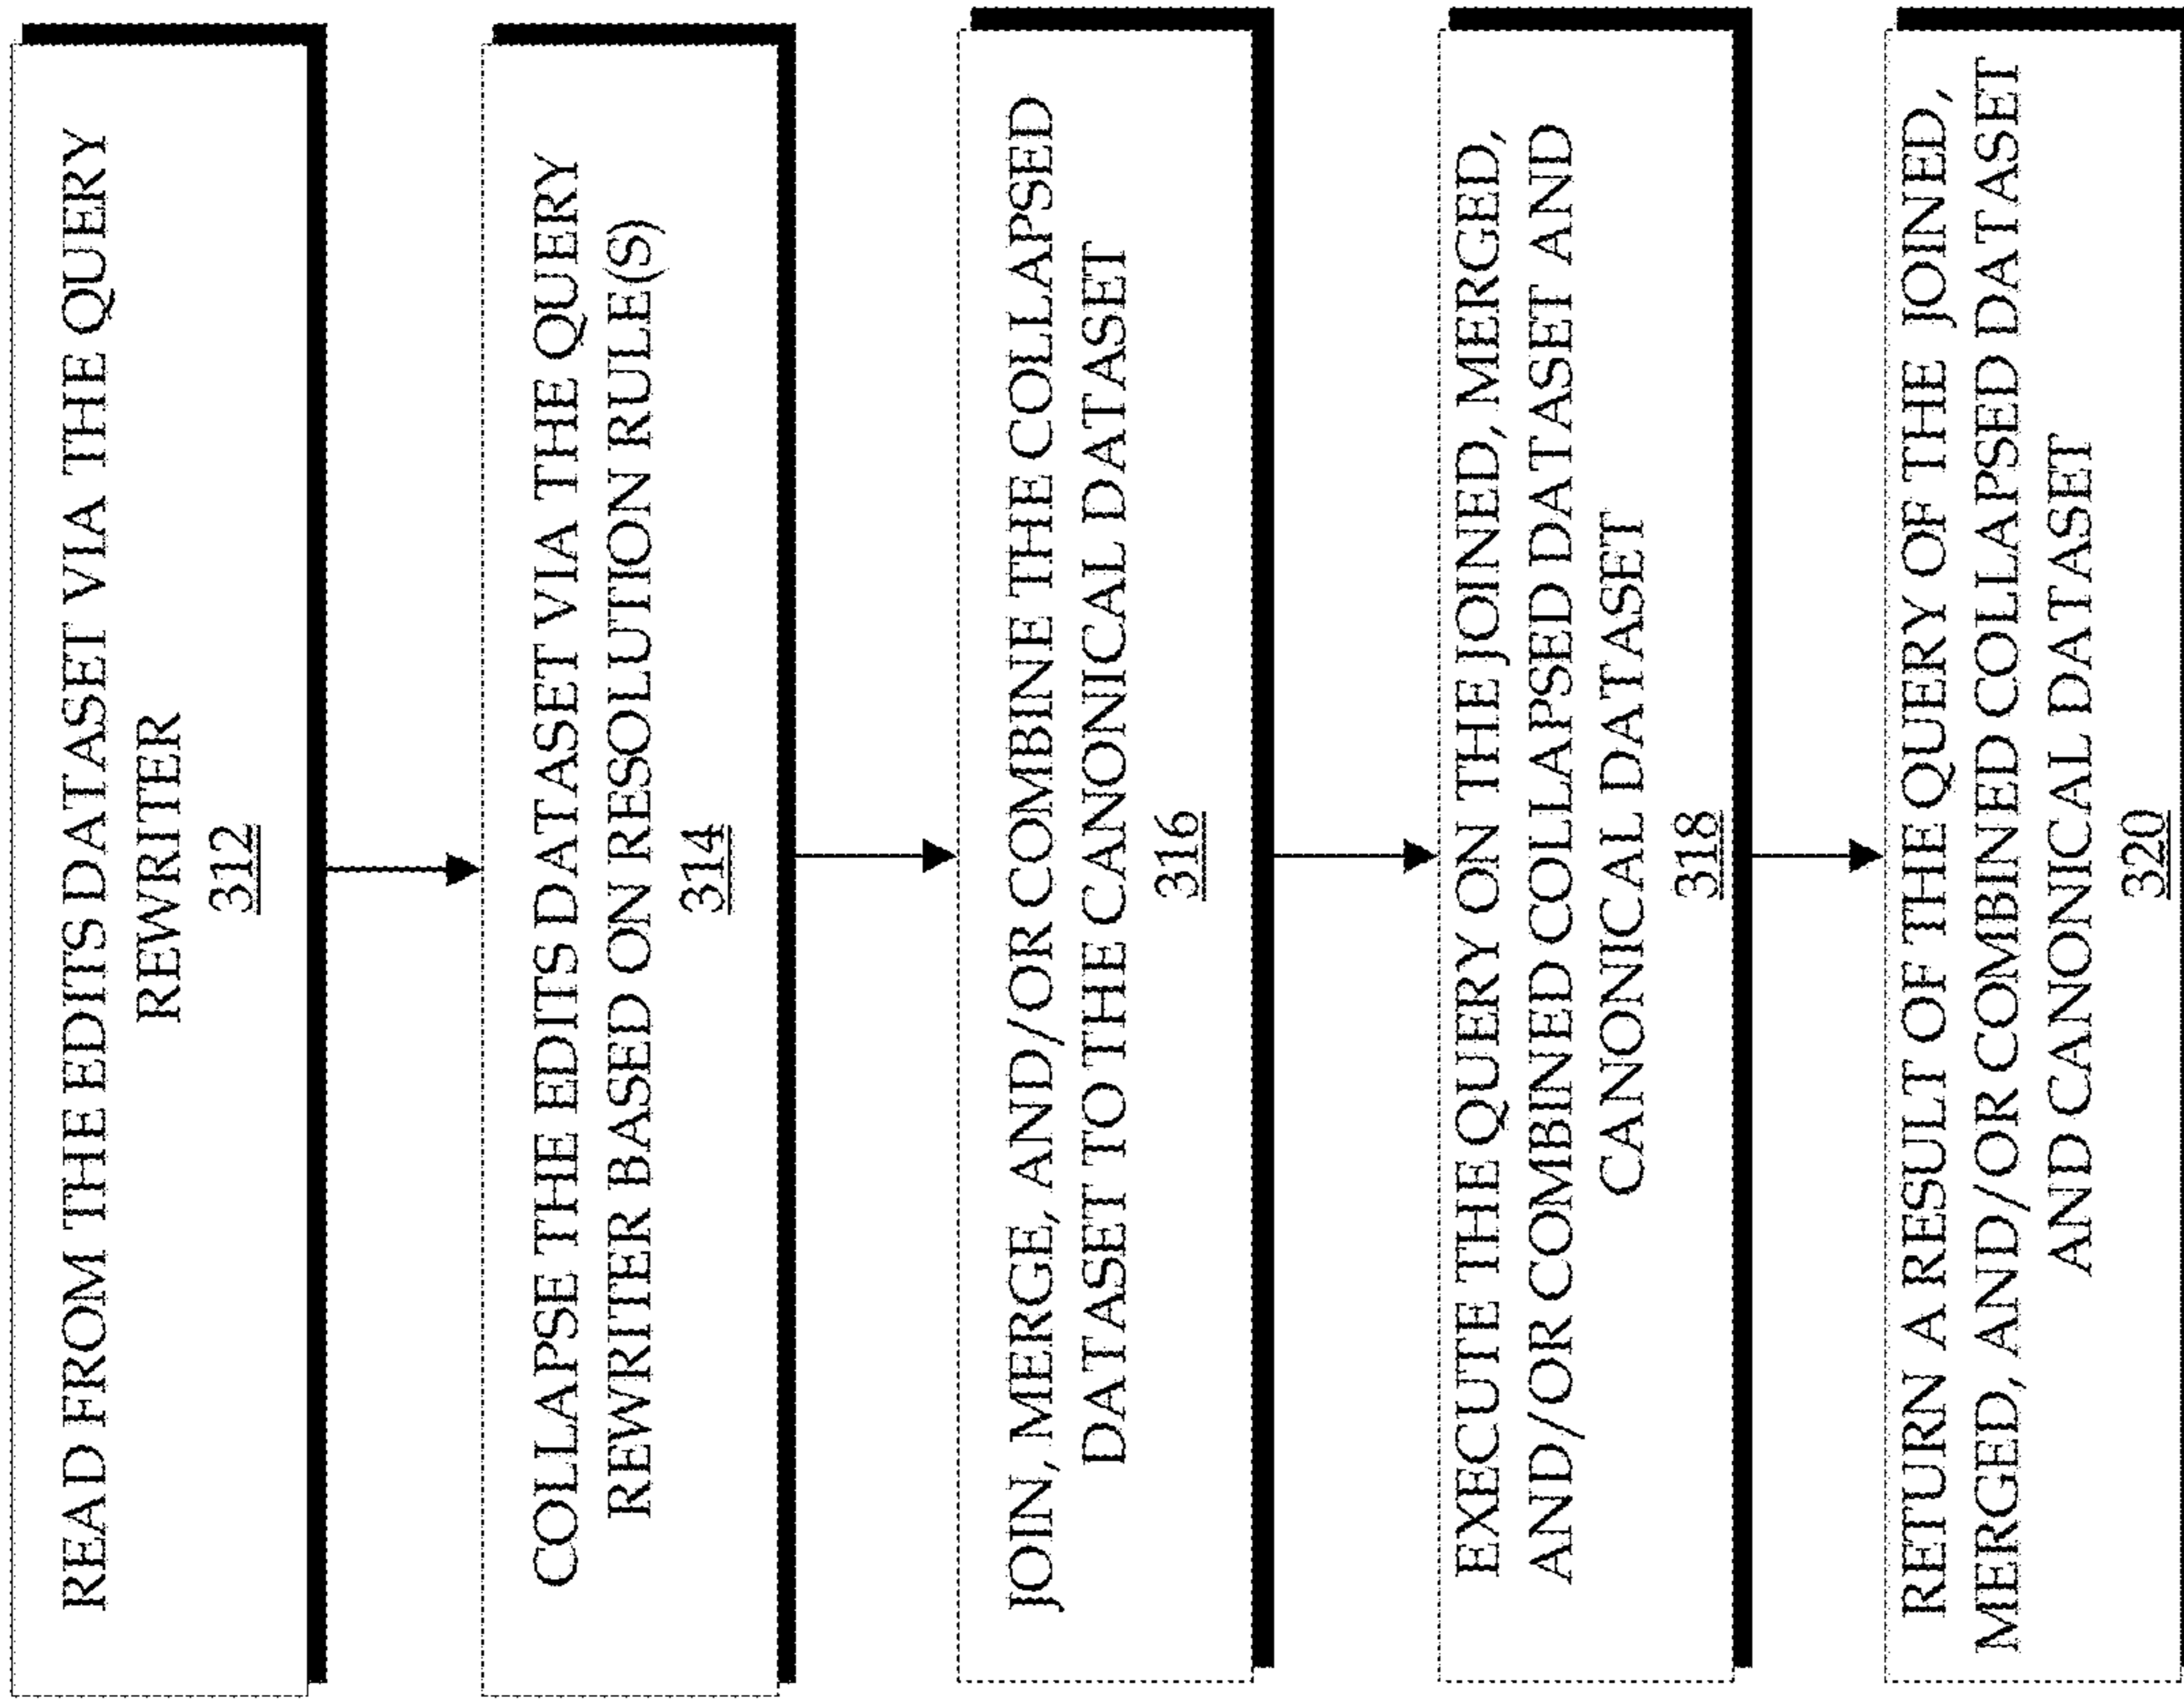 READ FROM THE EDITS DATASET VIA THE QUERY
REWRITER
312
COLLAPSE THE EDITS DATASET VIA THE QUERY
REWRITER BASED ON RESOLUTION RULE(S)
314
JOIN, MERGE, AND/OR COMBINE THE COLLAPSED
DATASET TO THE CANONICAL DATASET
316
EXECUTE THE QUERY ON THE JOINED, MERGED,
AND/OR COMBINED COLLAPSED DATASET AND
CANONICAL DATASET
318
RETURN A RESULT OF THE QUERY OF THE JOINED,
MERGED, AND/OR COMBINED COLLAPSED DATASET
AND CANONICAL DATASET
320